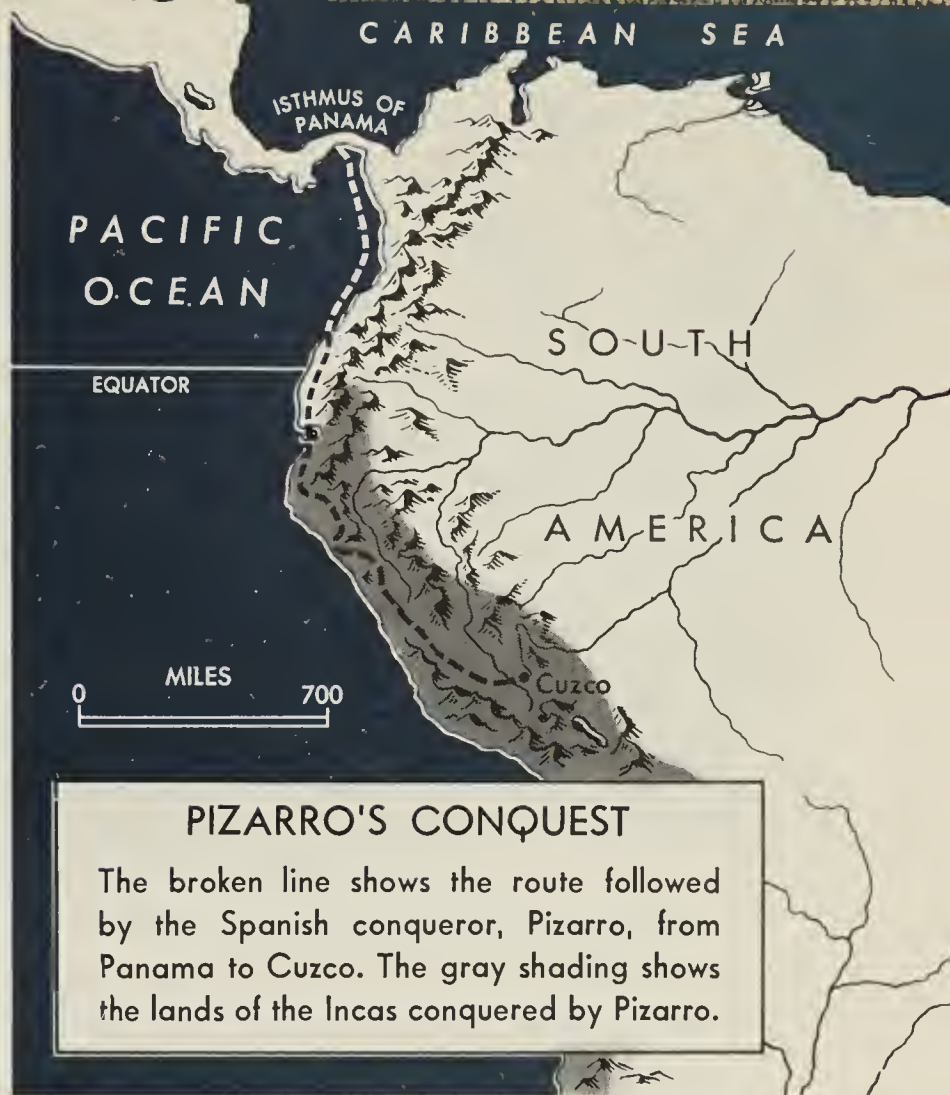 CARIBBEAN SEA
ISTHMUS OF
PANAMA
PACIFIC
OCEAN
SOUTH
EQUATOR
AMERICA
MILES
0 700
Cuzco
PIZARRO'S CONQUEST
The broken line shows the route followed
by the Spanish conqueror, Pizarro, from
Panama to Cuzco. The gray shading shows
the lands of the Incas conquered by Pizarro.